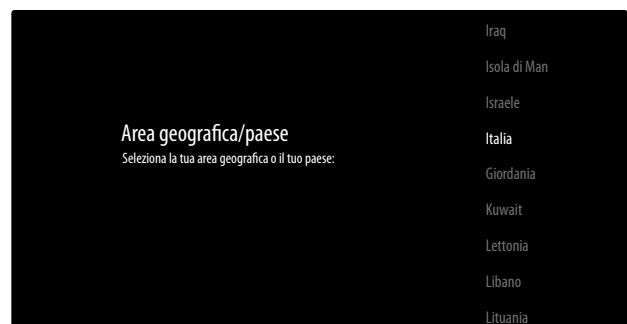 Area geografica/paese
Seleziona la tua area geografica o il tuo paese:
Iraq
Isola di Man
Israele
Italia
Giordania
Kuwait
Lettonia
Libano
Lituania